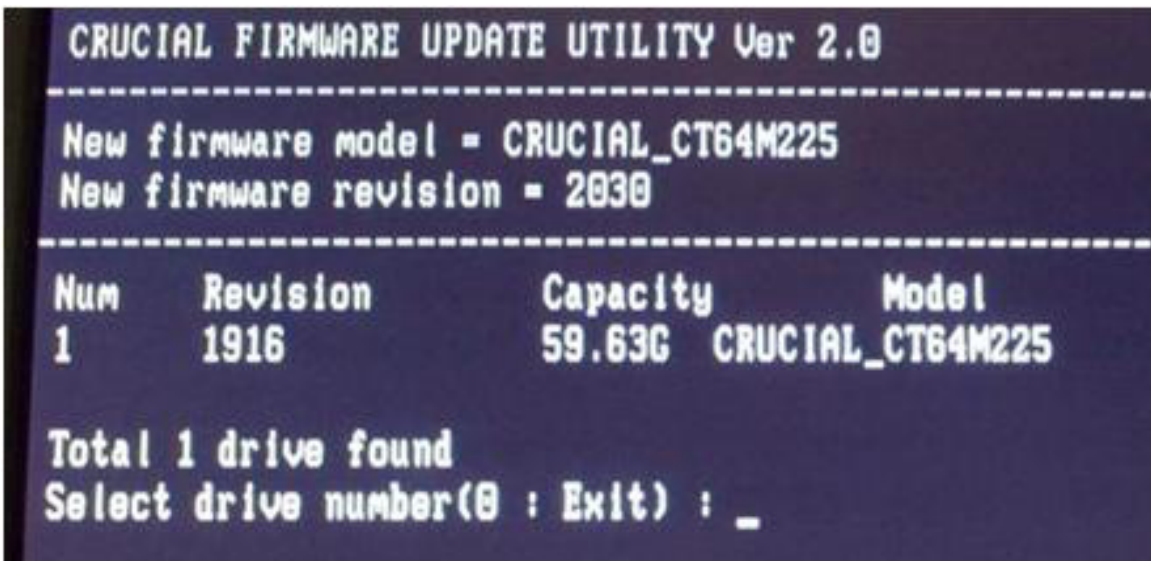 CRUCIAL FIRMWARE UPDATE UTILITY Ver 2.0
------------------------------------------------------------
New firmware model = CRUCIAL_CT64M225
New firmware revision = 2030
------------------------------------------------------------
Num Revision Capacity Model
1 1916 59.63G CRUCIAL_CT64M225
Total 1 drive found
Select drive number(0 : Exit) : _